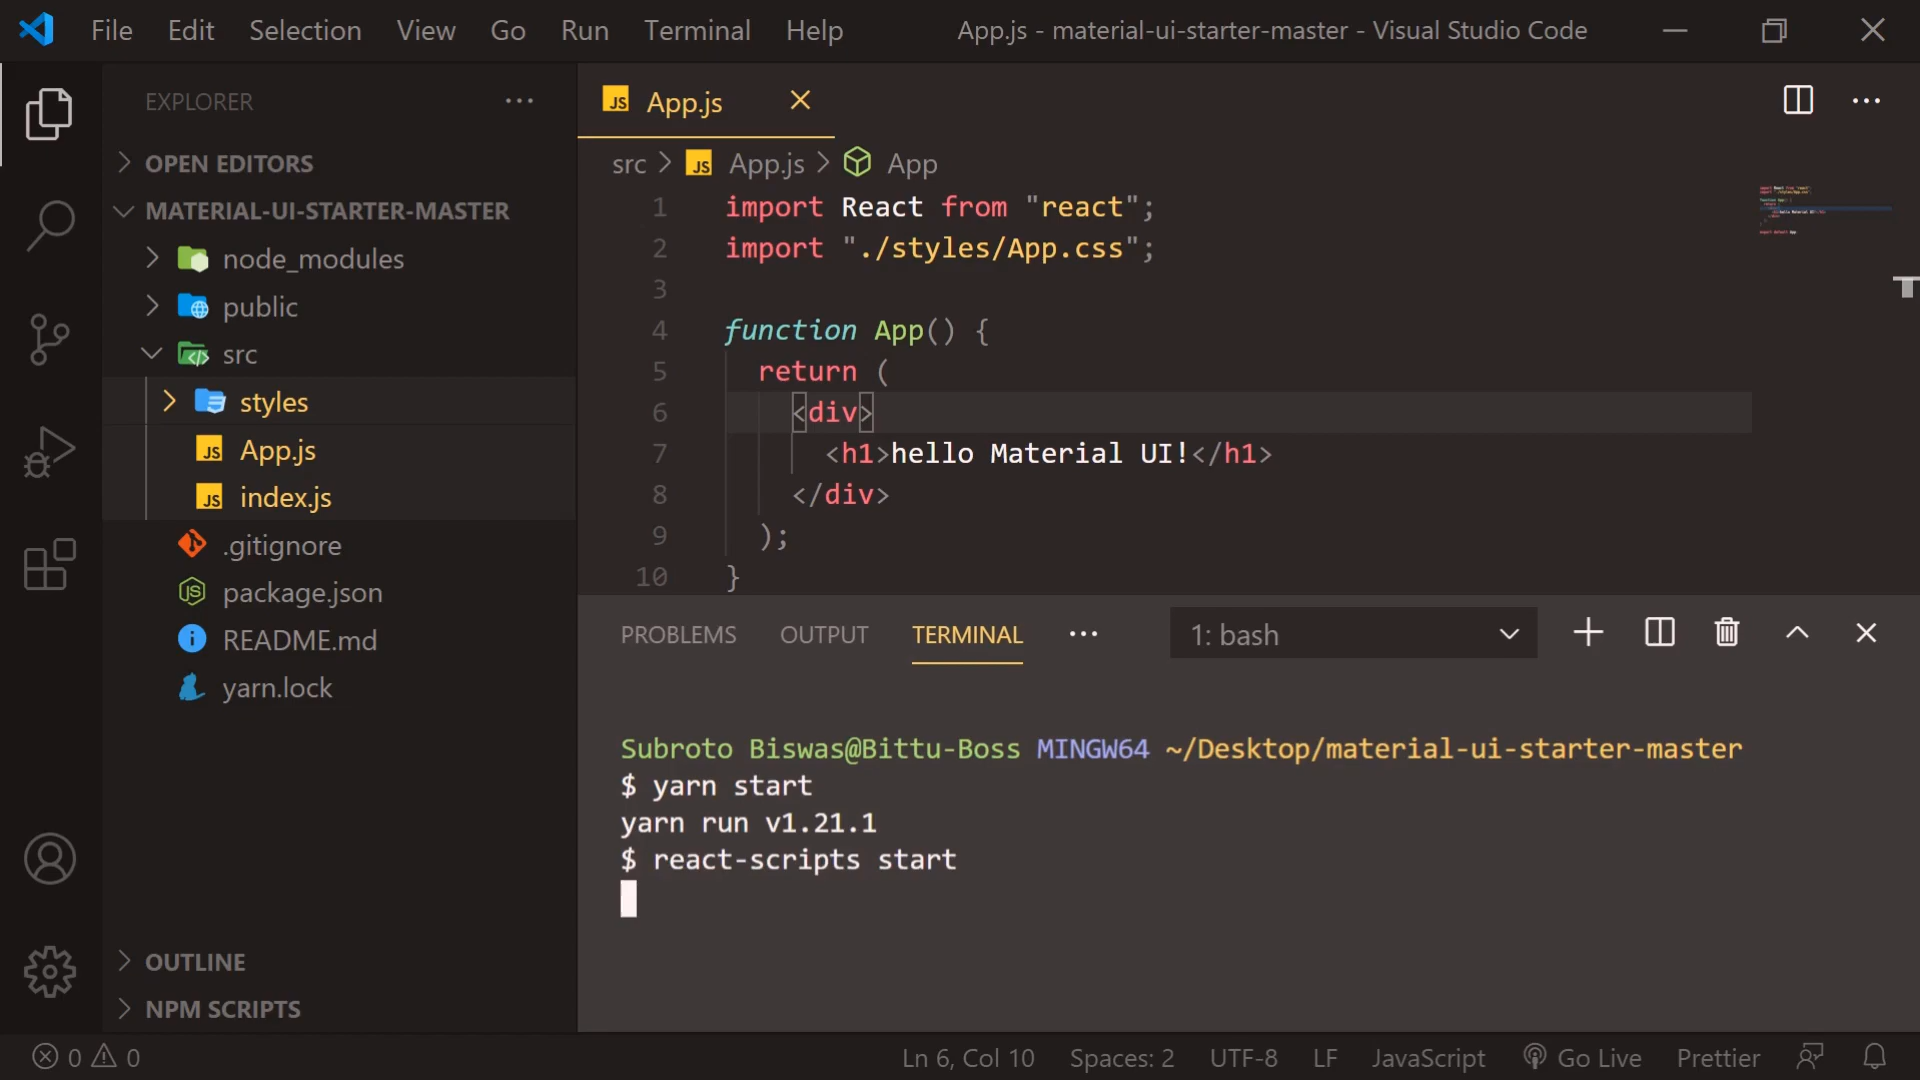 File Edit Selection View Go Run Terminal Help App.js - material-ui-starter-master - Visual Studio Code
EXPLORER
OPEN EDITORS
MATERIAL-UI-STARTER-MASTER
node_modules
public
src
styles
JS App.js
JS index.js
.gitignore
package.json
README.md
yarn.lock
OUTLINE
NPM SCRIPTS
JS App.js
src > JS App.js > App
1 import React from "react";
2 import "./styles/App.css";
3
4 function App() {
5 return (
6 <div>
7 <h1>hello Material UI!</h1>
8 </div>
9 );
10 }
PROBLEMS OUTPUT TERMINAL 1: bash
Subroto Biswas@Bittu-Boss MINGW64 ~/Desktop/material-ui-starter-master
$ yarn start
yarn run v1.21.1
$ react-scripts start
0 0 Ln 6, Col 10 Spaces: 2 UTF-8 LF JavaScript Go Live Prettier